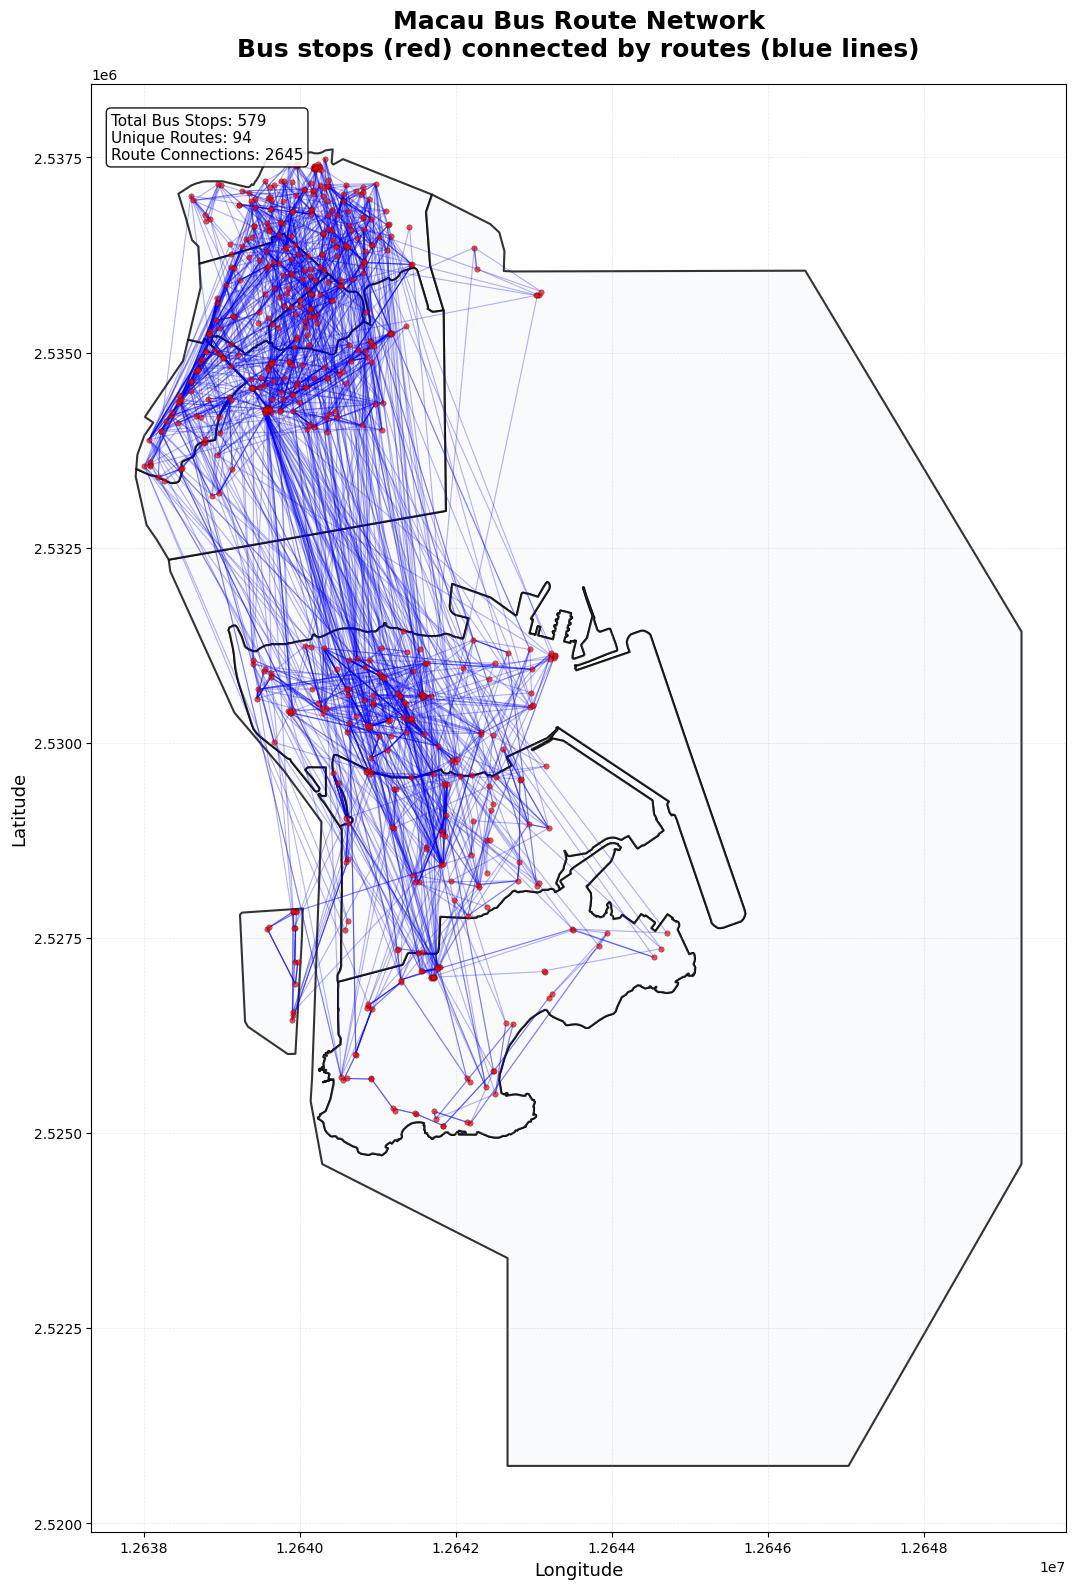 Macau Bus Route Network
Bus stops (red) connected by routes (blue lines)
1e6
Total Bus Stops: 579
Unique Routes: 94
Route Connections: 2645
2.5375
2.5350
2.5325
2.5300
2.5275
2.5250
2.5225
2.5200
Latitude
1.2638
1.2640
1.2642
1.2644
1.2646
1.2648
1e7
Longitude